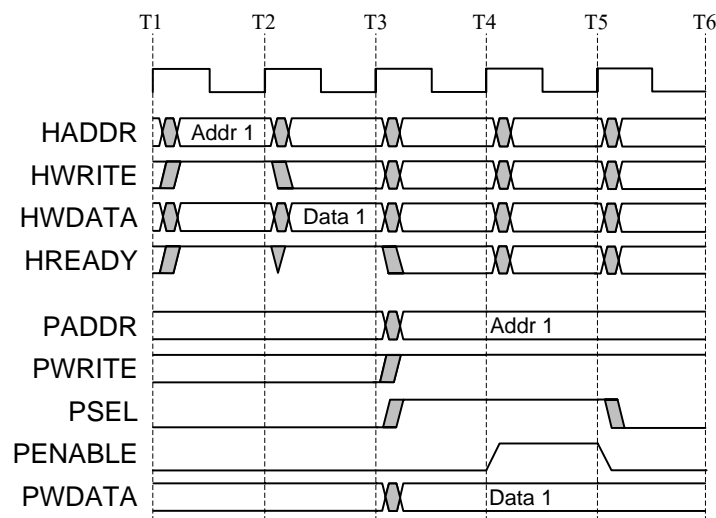 T1 T2 T3 T4 T5 T6
HADDR Addr 1
HWRITE
HWDATA Data 1
HREADY
PADDR Addr 1
PWRITE
PSEL
PENABLE
PWDATA Data 1